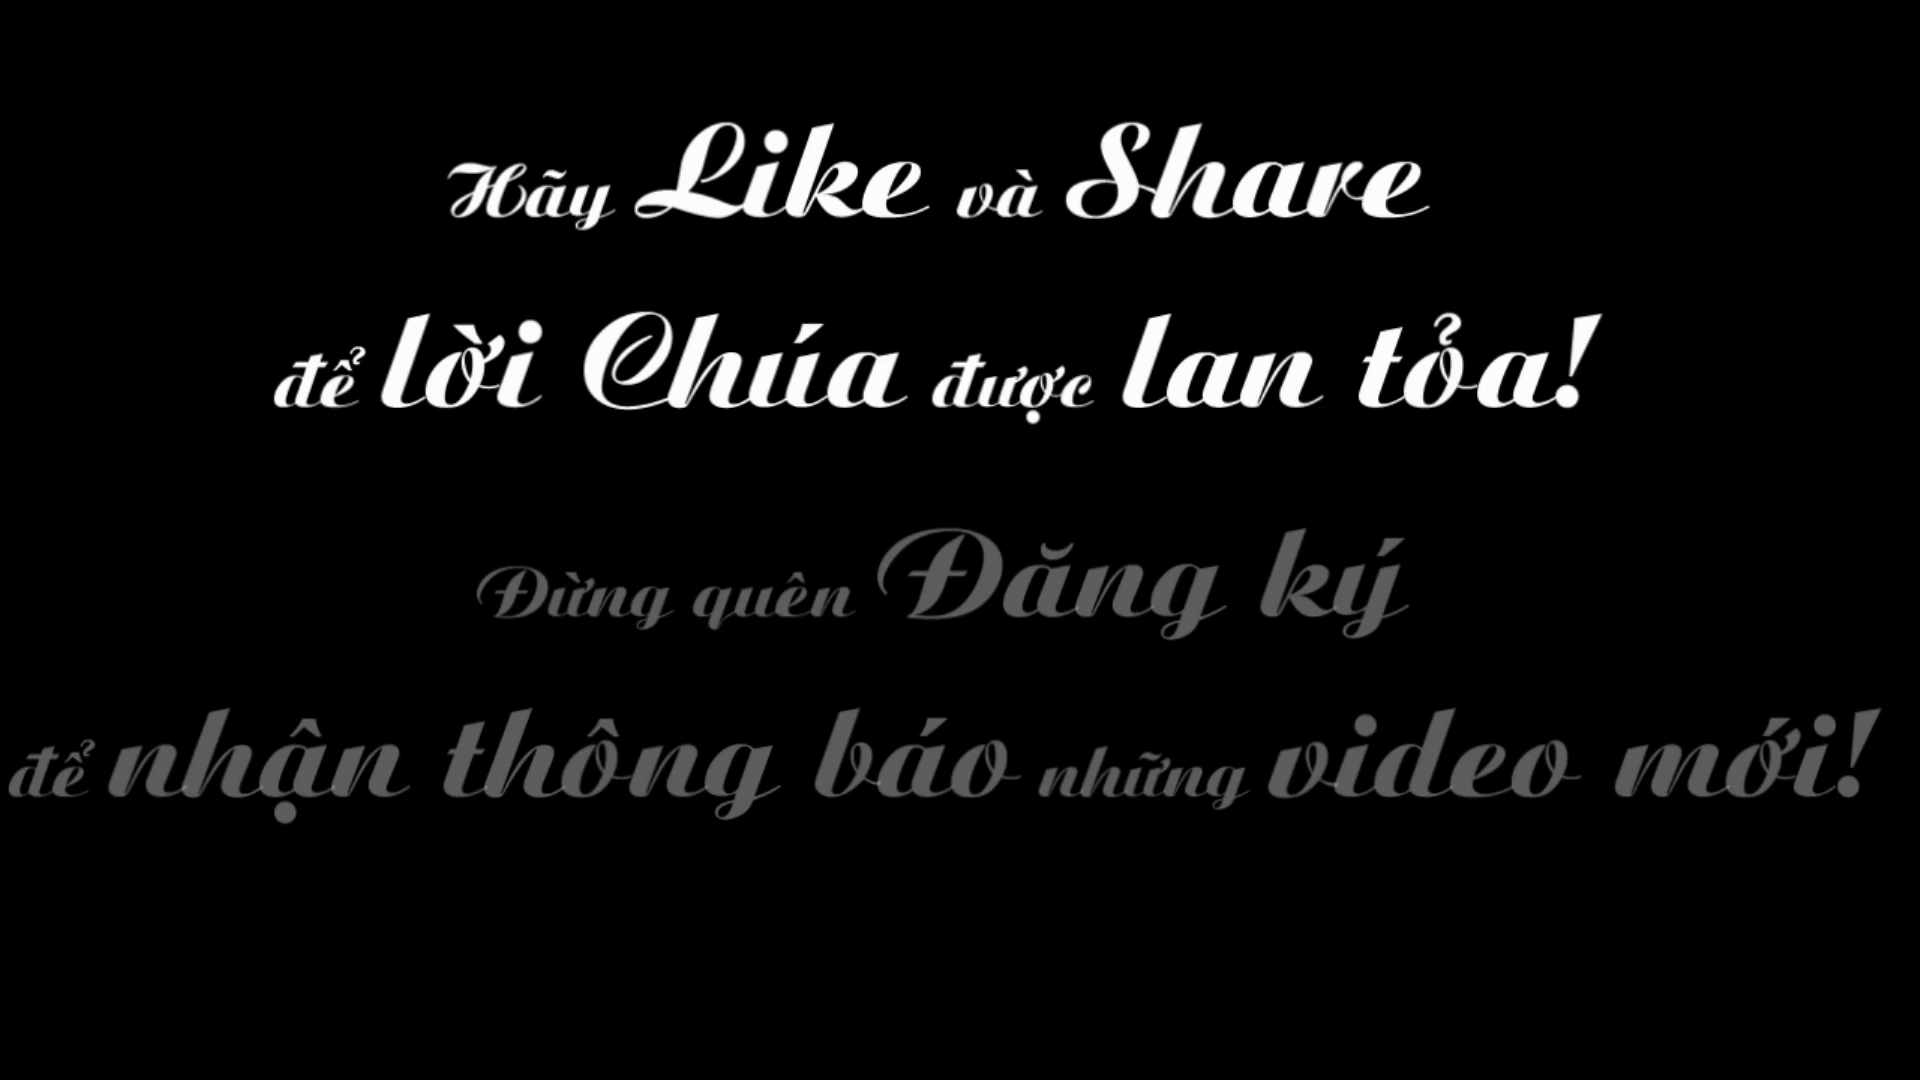 Hãy Like và Share
để lời Chúa được lan tỏa!
Đừng quên Đăng ký
để nhận thông báo những video mới!